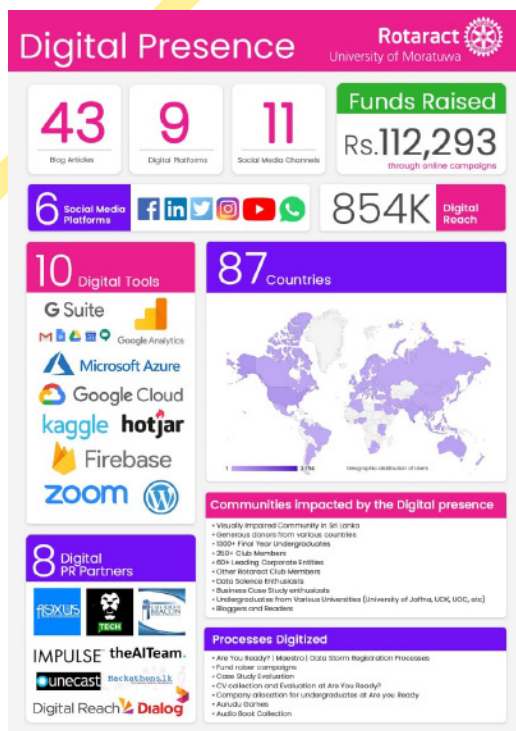 Digital Presence
Rotaract
University of Moratuwa
43
Blog Articles
9
Digital Platforms
11
Social Media Channels
Funds Raised
Rs.112,293
through online campaigns
6 Social Media
Platforms
854K Digital
Reach
10 Digital Tools
G Suite
Google Analytics
Microsoft Azure
Google Cloud
kaggle hotjar
Firebase
zoom
87 Countries
1
Geographic Distribution of Users
Communities impacted by the Digital presence
• Visually Impaired Community in Sri Lanka
• Generous donors from various countries
• 1300+ Final Year Undergraduates
• 250+ Club Members
• 60+ Leading Corporate Entities
• Other Rotaract Club Members
• Data Science Enthusiasts
• Business Case Study enthusiasts
• Undergraduates from Various Universities (University of Jaffna, UOK, UOC, etc)
• Bloggers and Readers
8 Digital
PR Partners
TECH
BEACON
IMPULSE theAITeam.
unecast Hackathons.lk
Digital Reach Dialog
Processes Digitized
• Are You Ready? | Maestro | Data Storm Registration Processes
• Fund raiser campaigns
• Case Study Evaluation
• CV collection and Evaluation at Are You Ready?
• Company allocation for undergraduates at Are you Ready
• Aurudu Games
• Audio Book Collection